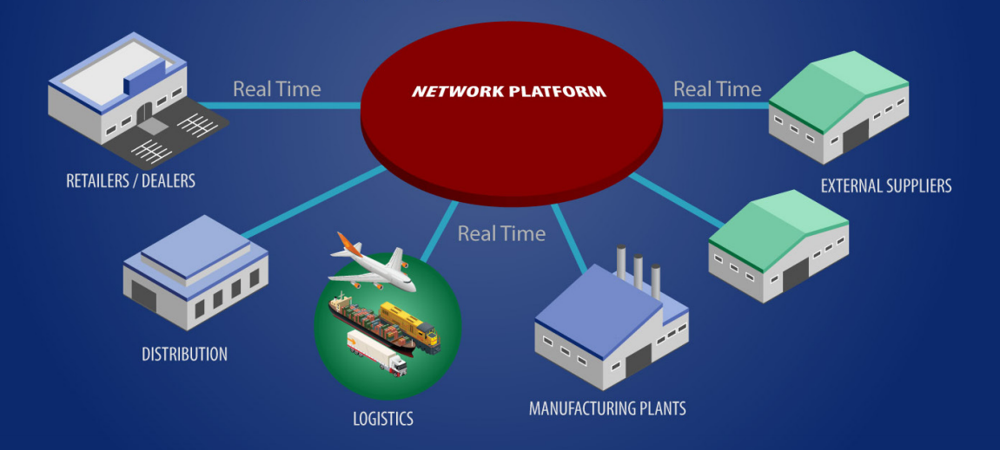 NETWORK PLATFORM
Real Time
Real Time
RETAILERS / DEALERS
EXTERNAL SUPPLIERS
Real Time
DISTRIBUTION
LOGISTICS
MANUFACTURING PLANTS